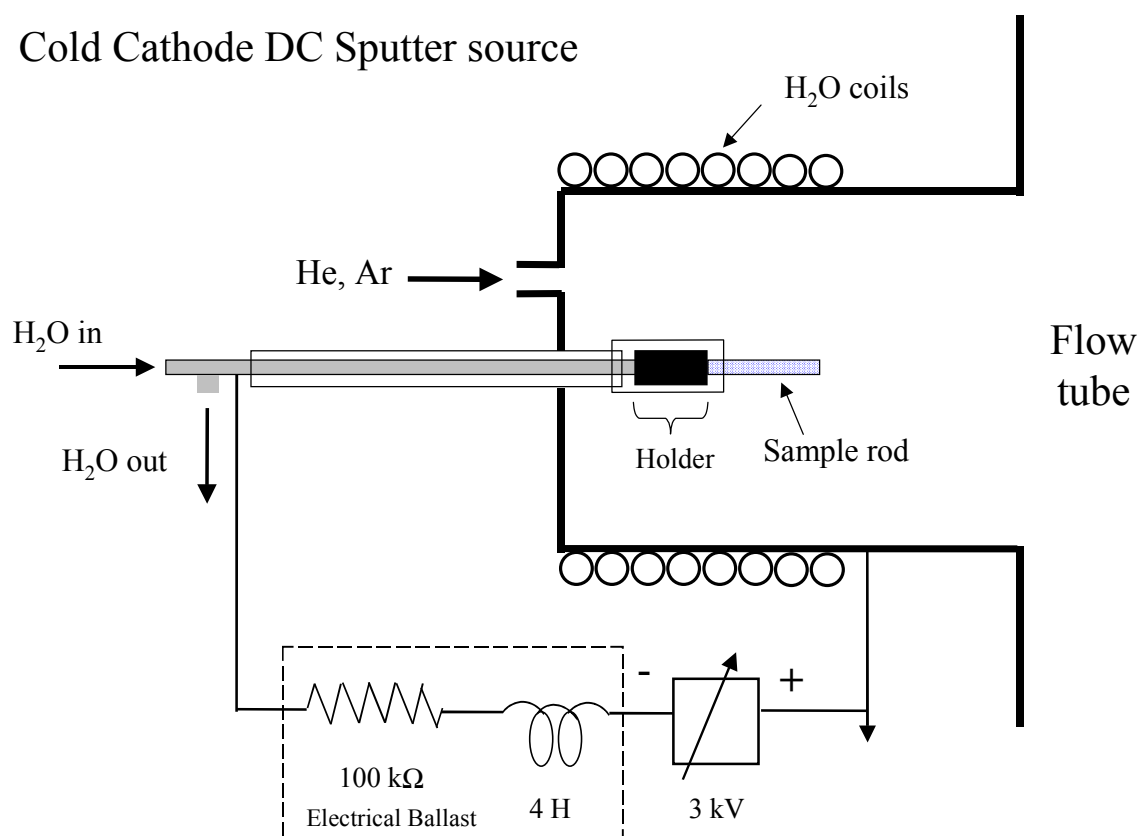 Cold Cathode DC Sputter source
H₂O coils
He, Ar
H₂O in
Flow
tube
H₂O out
Holder
Sample rod
- +
100 kΩ
Electrical Ballast
4 H
3 kV